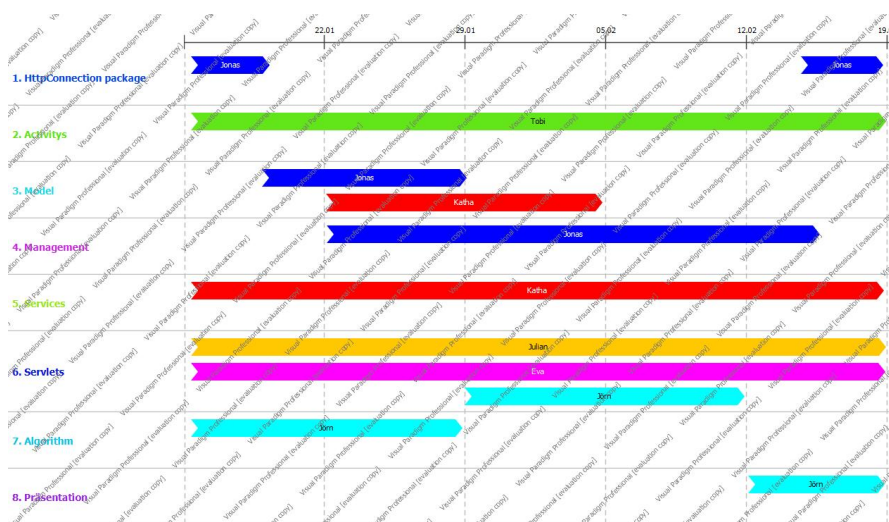 22.01 29.01 05.02 12.02 19.
Jonas Jonas
1. HttpConnection package
Tobi
2. Activitys
Jonas
3. Model
Katha
Jonas
4. Management
Katha
5. Services
Julian
6. Servlets
Eva
Jörn
Jörn
7. Algorithm
Jörn
8. Präsentation
Visual Paradigm Professional [evaluation copy]